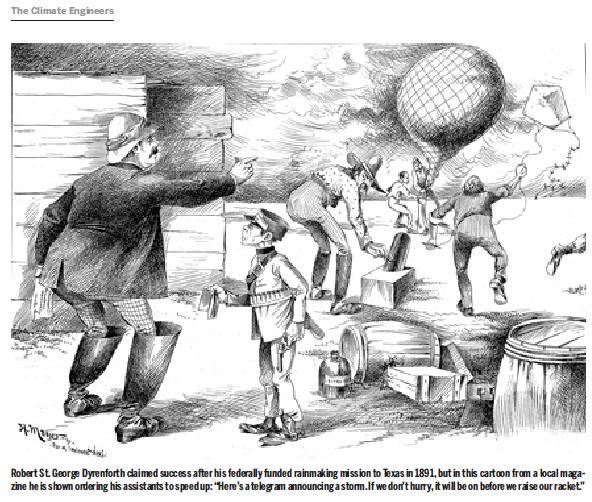 The Climate Engineers
Robert St. George Dyrenforth claimed success after his federally funded rainmaking mission to Texas in 1891, but in this cartoon from a local maga-
zine he is shown ordering his assistants to speed up: “Here’s a telegram announcing a storm. If we don’t hurry, it will be on before we raise our racket.”